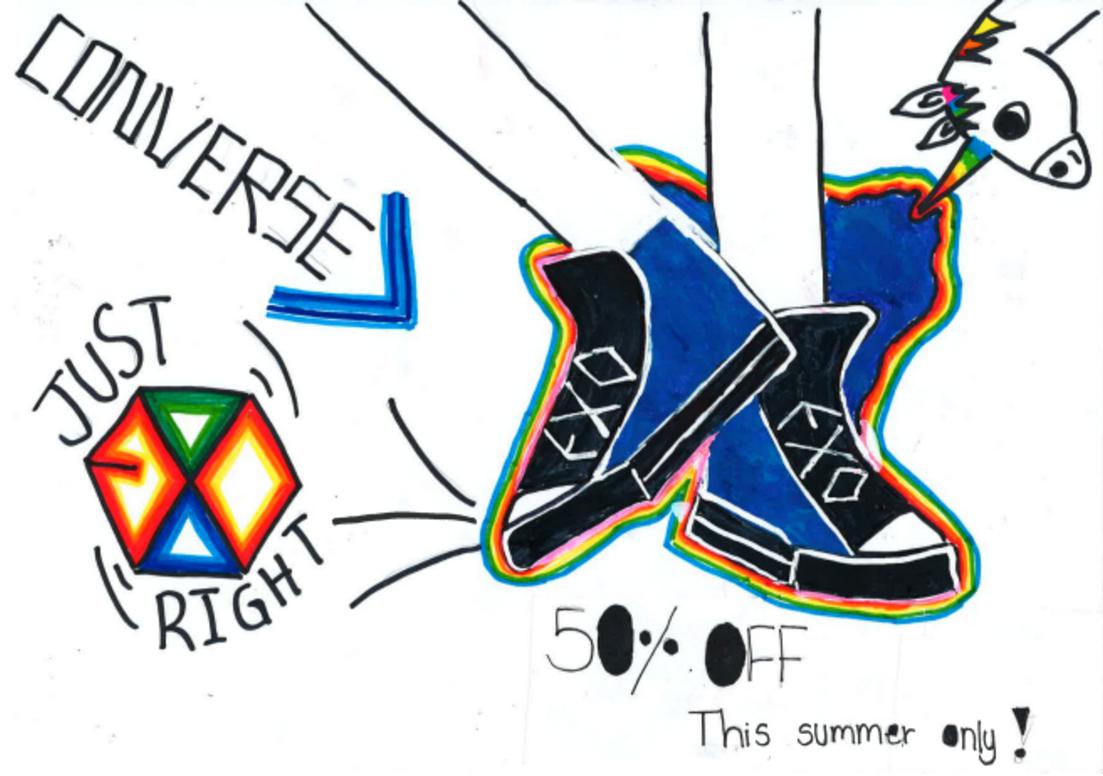 CONVERSE
JUST
RIGHT
EXO
EXO
50% OFF
This summer only!